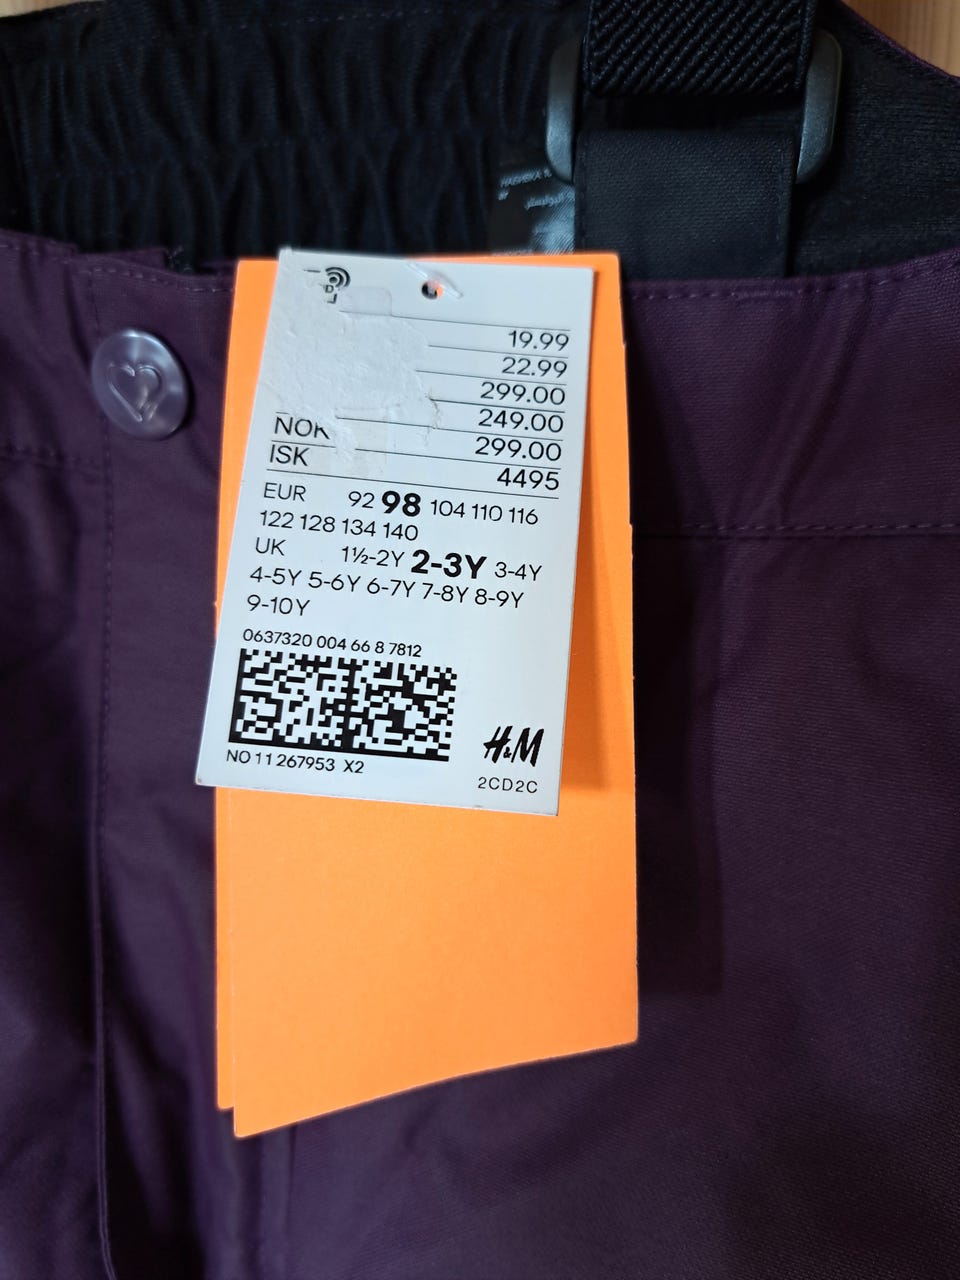 19.99
22.99
299.00
249.00
NOK 299.00
ISK 4495
EUR 92 98 104 110 116
122 128 134 140
UK 1½-2Y 2-3Y 3-4Y
4-5Y 5-6Y 6-7Y 7-8Y 8-9Y
9-10Y
0637320 004 66 8 7812
NO 11 267953 X2
H&M
2CD2C